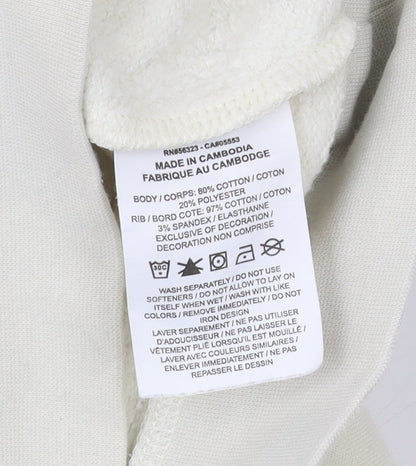 RN#56323 - CA#05553
MADE IN CAMBODIA
FABRIQUE AU CAMBODGE
BODY / CORPS: 80% COTTON / COTON
20% POLYESTER
RIB / BORD COTE: 97% COTTON / COTON
3% SPANDEX / ELASTHANNE
EXCLUSIVE OF DECORATION /
DECORATION NON COMPRISE
30C
WASH SEPARATELY / DO NOT USE
SOFTENERS / DO NOT ALLOW TO LAY ON
ITSELF WHEN WET / WASH WITH LIKE
COLORS / REMOVE IMMEDIATELY / DO NOT
IRON DESIGN
LAVER SEPAREMENT / NE PAS UTILISER
D'ADOUCISSEUR / NE PAS LAISSER LE
VÊTEMENT PLIÉ LORSQU'IL EST MOUILLÉ /
LAVER AVEC COULEURS SIMILAIRES /
ENLEVER IMMEDIATEMENT / NE PAS
REPASSER LE DESSIN